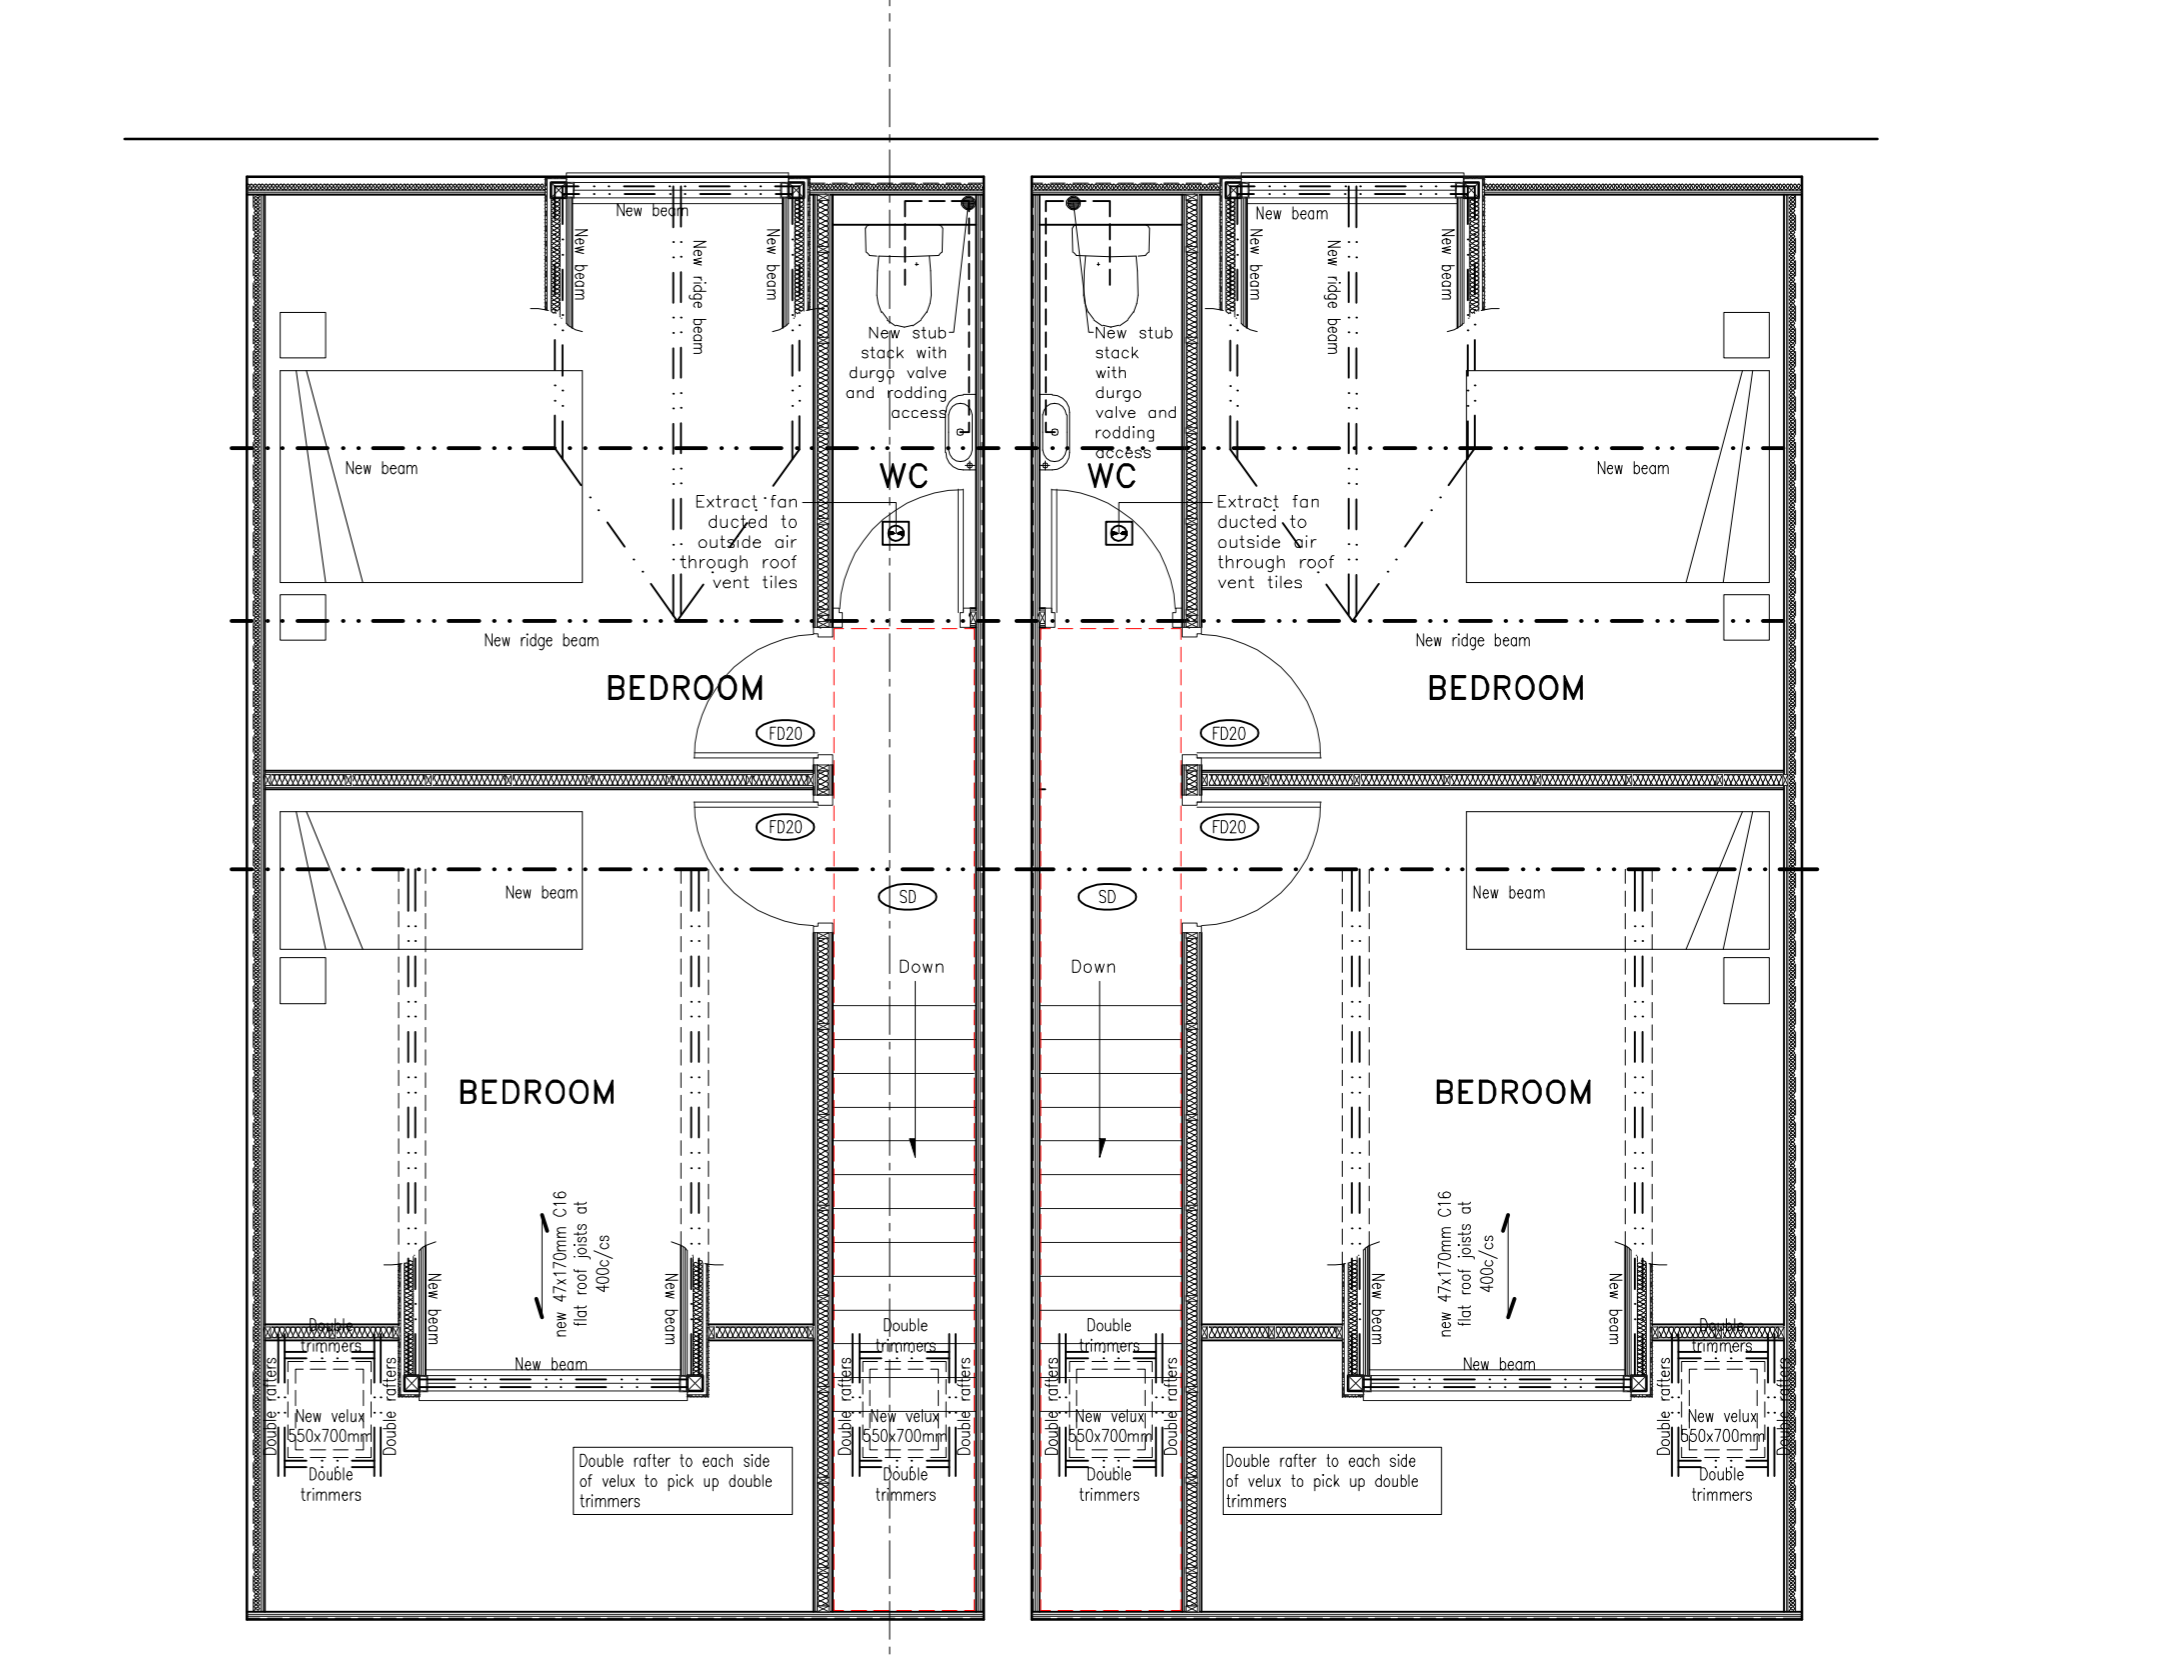 New beam
New beam
New beam
New ridge beam
New beam
New stub
stack with
durgo valve
and rodding
access
New stub
stack
with
durgo
valve and
rodding
access
New beam
New beam
New ridge beam
New beam
New beam
WC
WC
New beam
Extract fan
ducted to
outside air
through roof
vent tiles
Extract fan
ducted to
outside air
through roof
vent tiles
New ridge beam
New ridge beam
BEDROOM
BEDROOM
FD20
FD20
FD20
FD20
New beam
SD
SD
New beam
Down
Down
BEDROOM
BEDROOM
new 47x170mm C16
flat roof joists at
400c/cs
new 47x170mm C16
flat roof joists at
400c/cs
New beam
New beam
New beam
New beam
New beam
New beam
Double
trimmers
Double rafters
Double rafters
New velux
550x700mm
Double
trimmers
Double
trimmers
Double rafters
Double rafters
New velux
550x700mm
Double
trimmers
Double
trimmers
Double rafters
Double rafters
New velux
550x700mm
Double
trimmers
Double
trimmers
Double rafters
Double rafters
New velux
550x700mm
Double
trimmers
Double rafter to each side
of velux to pick up double
trimmers
Double rafter to each side
of velux to pick up double
trimmers